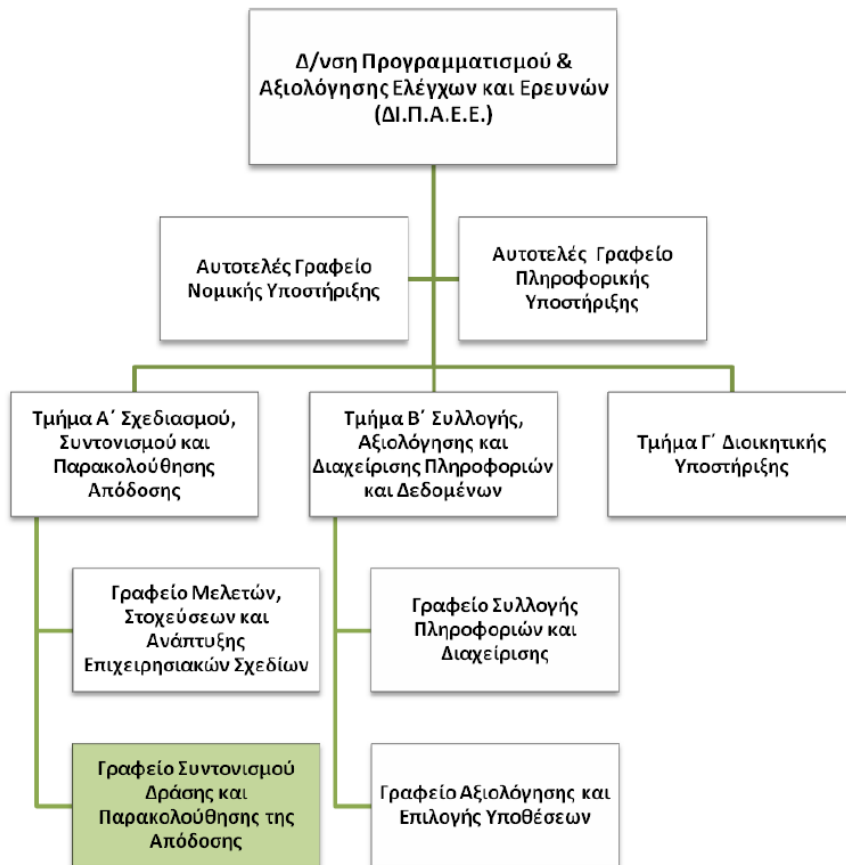 Δ/νση Προγραμματισμού &
Αξιολόγησης Ελέγχων και Ερευνών
(ΔΙ.Π.Α.Ε.Ε.)
Αυτοτελές Γραφείο
Νομικής Υποστήριξης
Αυτοτελές Γραφείο
Πληροφορικής
Υποστήριξης
Τμήμα Α΄ Σχεδιασμού,
Συντονισμού και
Παρακολούθησης
Απόδοσης
Τμήμα Β΄ Συλλογής,
Αξιολόγησης και
Διαχείρισης Πληροφοριών
και Δεδομένων
Τμήμα Γ΄ Διοικητικής
Υποστήριξης
Γραφείο Μελετών,
Στοχεύσεων και
Ανάπτυξης
Επιχειρησιακών Σχεδίων
Γραφείο Συλλογής
Πληροφοριών και
Διαχείρισης
Γραφείο Συντονισμού
Δράσης και
Παρακολούθησης της
Απόδοσης
Γραφείο Αξιολόγησης και
Επιλογής Υποθέσεων